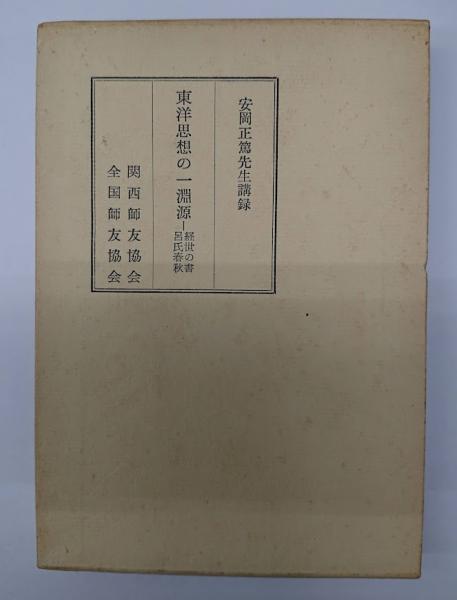 安岡正篤先生講録
東洋思想の一淵源―経世の書
呂氏春秋
関西師友協会
全国師友協会